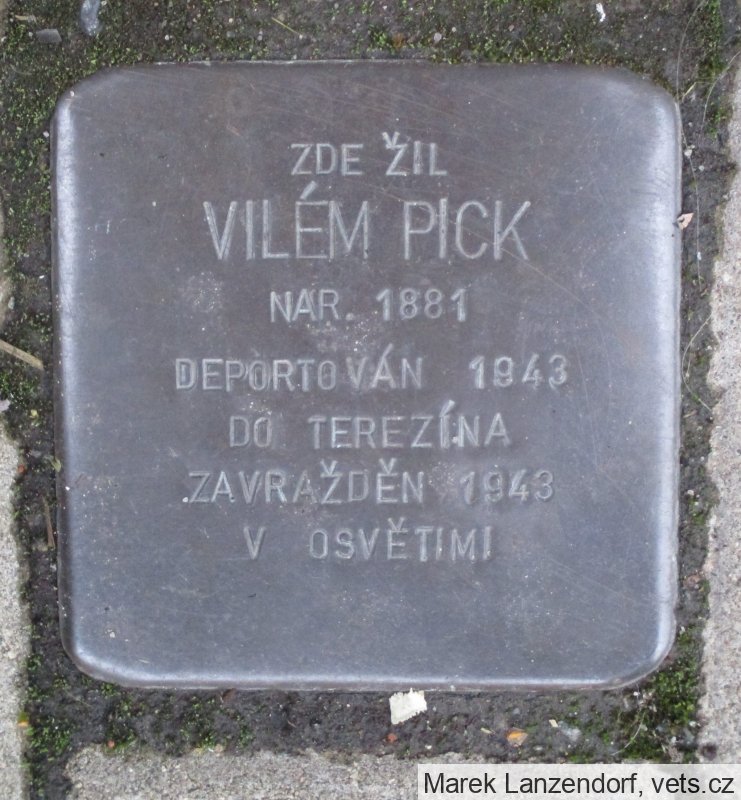 ZDE ŽIL
VILÉM PICK
NAR. 1881
DEPORTOVÁN 1943
DO TEREZÍNA
ZAVRAŽDĚN 1943
V OSVĚTIMI
Marek Lanzendorf, vets.cz